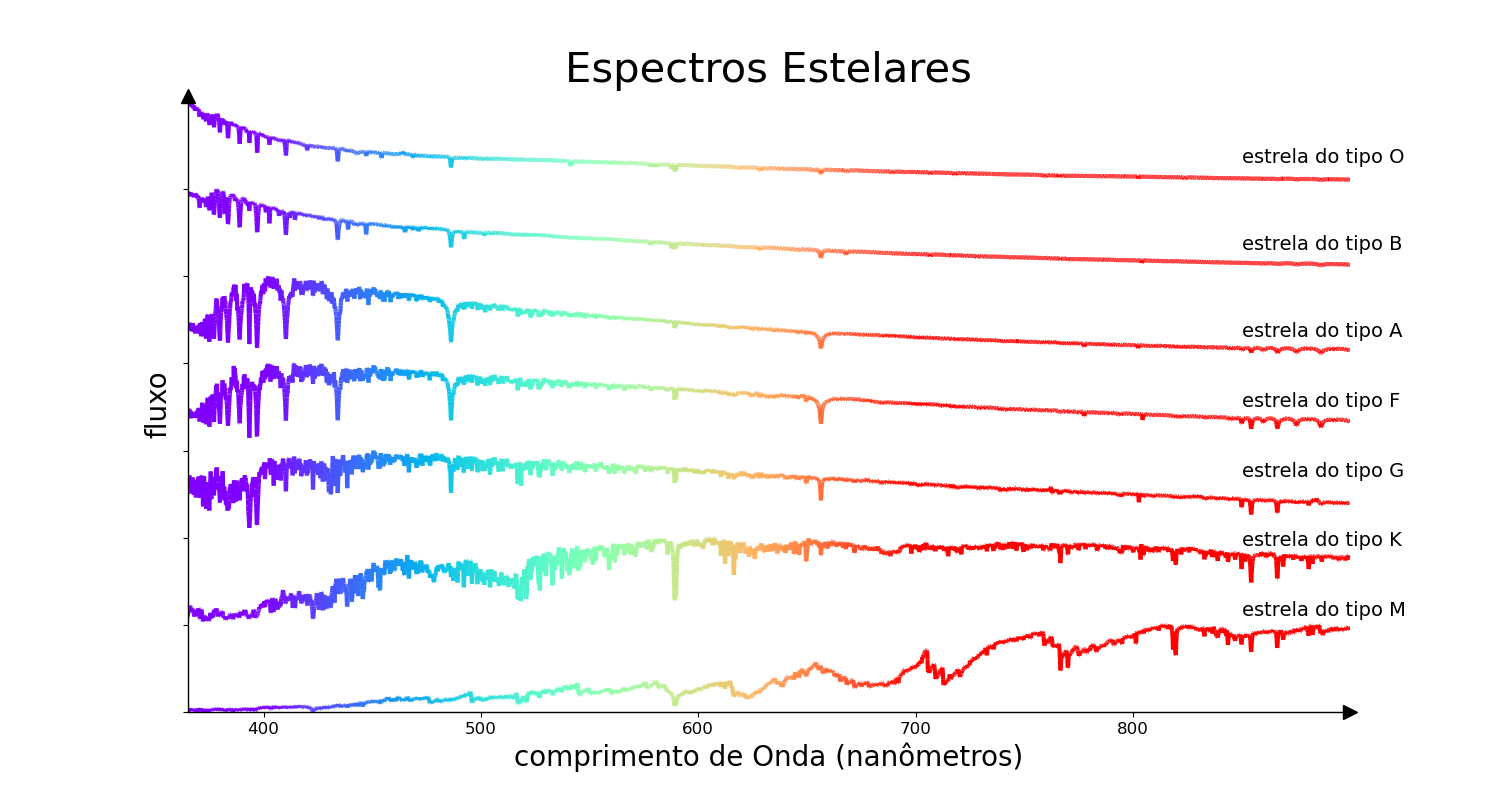 Espectros Estelares
estrela do tipo O
estrela do tipo B
estrela do tipo A
estrela do tipo F
estrela do tipo G
estrela do tipo K
estrela do tipo M
fluxo
400 500 600 700 800
comprimento de Onda (nanômetros)